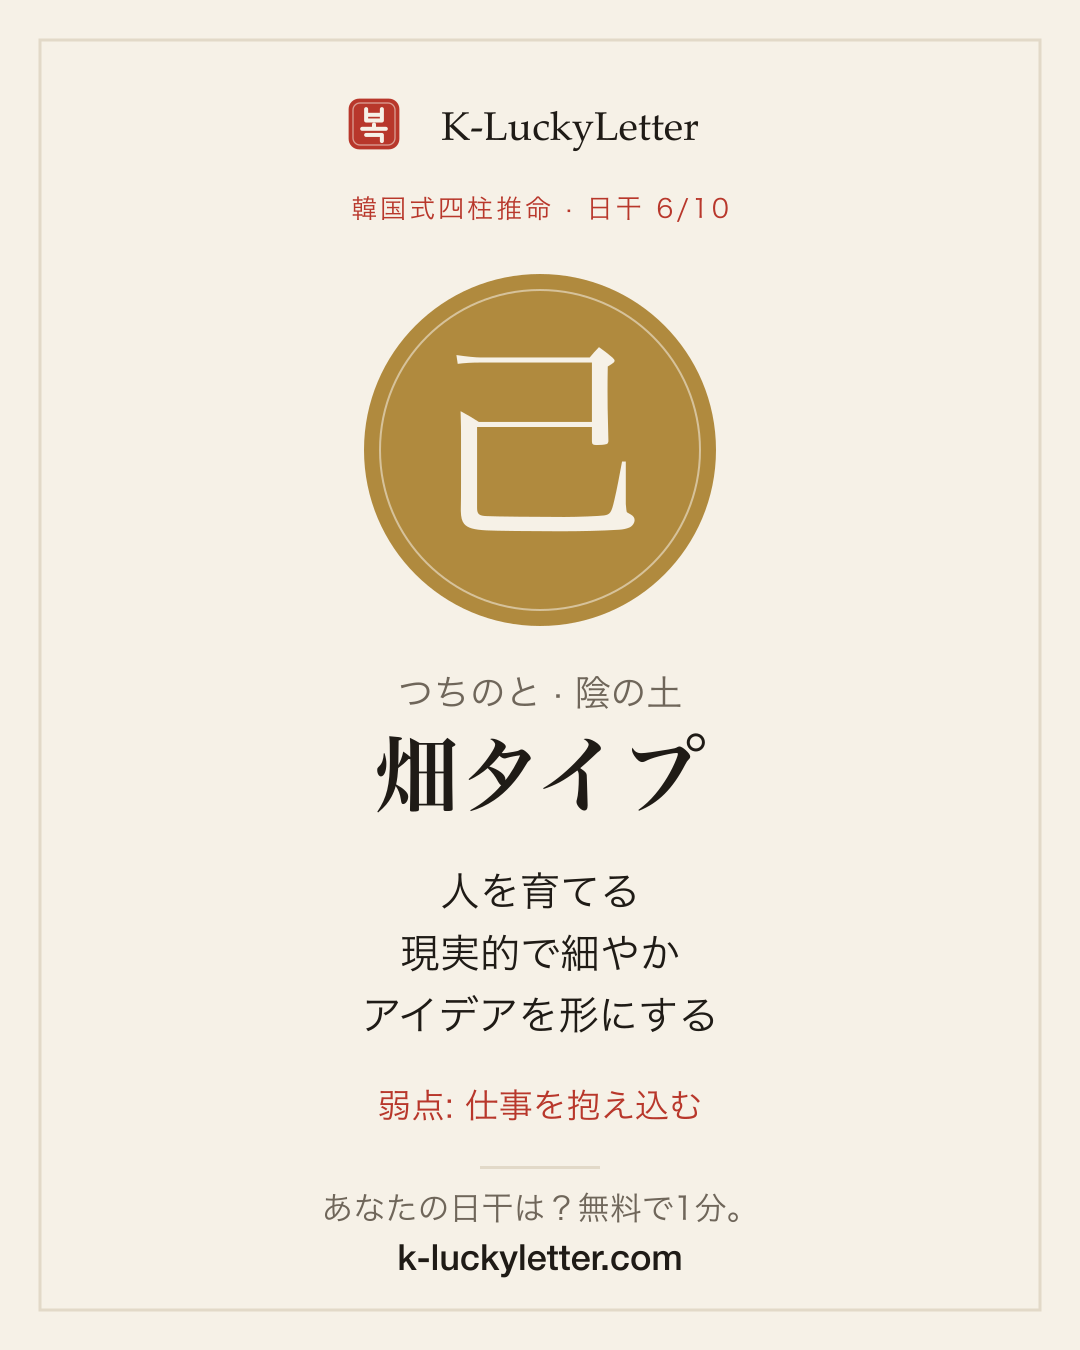 복 K-LuckyLetter
韓国式四柱推命 · 日干 6/10
己
つちのと · 陰の土
畑タイプ
人を育てる
現実的で細やか
アイデアを形にする
弱点: 仕事を抱え込む
あなたの日干は？無料で1分。
k-luckyletter.com